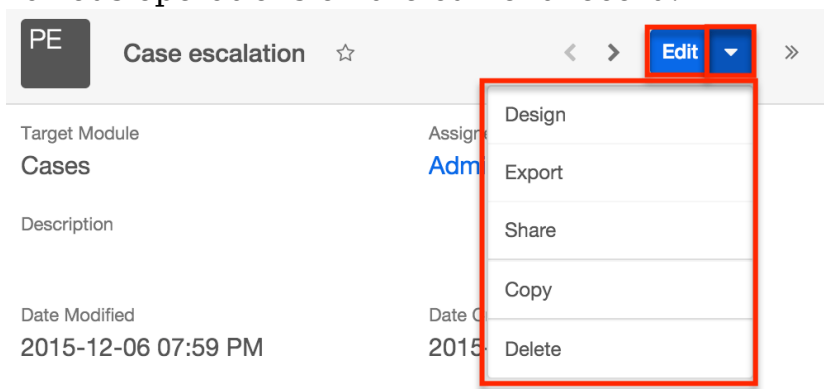 PE
Case escalation
Edit
Design
Export
Share
Copy
Delete
Target Module
Cases
Description
Date Modified
2015-12-06 07:59 PM